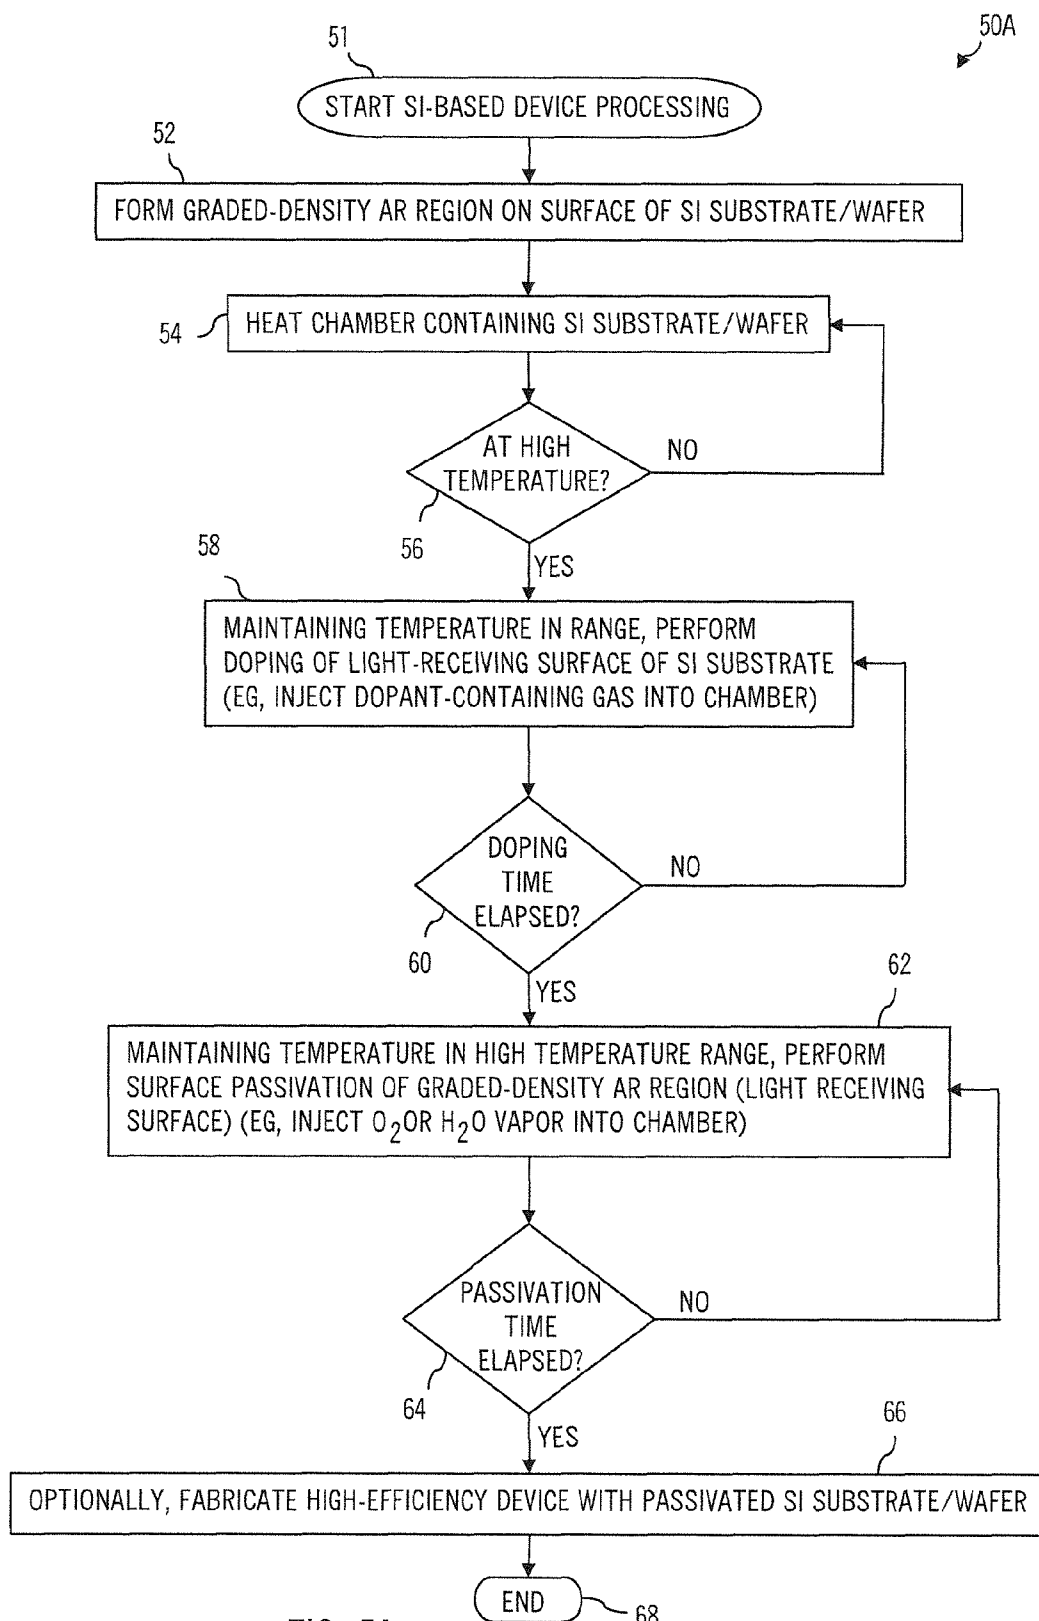 50A
51
START SI-BASED DEVICE PROCESSING
52
FORM GRADED-DENSITY AR REGION ON SURFACE OF SI SUBSTRATE/WAFER
54
HEAT CHAMBER CONTAINING SI SUBSTRATE/WAFER
AT HIGH
TEMPERATURE?
NO
56
YES
58
MAINTAINING TEMPERATURE IN RANGE, PERFORM
DOPING OF LIGHT-RECEIVING SURFACE OF SI SUBSTRATE
(EG, INJECT DOPANT-CONTAINING GAS INTO CHAMBER)
DOPING
TIME
ELAPSED?
NO
60
YES
62
MAINTAINING TEMPERATURE IN HIGH TEMPERATURE RANGE, PERFORM
SURFACE PASSIVATION OF GRADED-DENSITY AR REGION (LIGHT RECEIVING
SURFACE) (EG, INJECT O2OR H2O VAPOR INTO CHAMBER)
PASSIVATION
TIME
ELAPSED?
NO
64
YES
66
OPTIONALLY, FABRICATE HIGH-EFFICIENCY DEVICE WITH PASSIVATED SI SUBSTRATE/WAFER
END
68